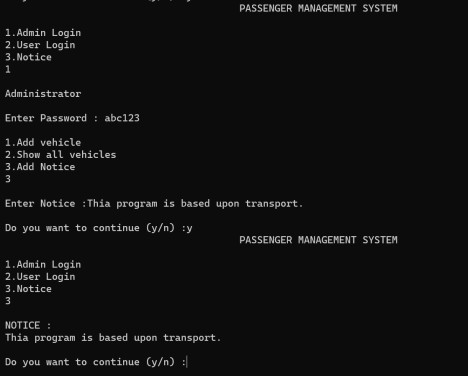 PASSENGER MANAGEMENT SYSTEM
1.Admin Login
2.User Login
3.Notice
1
Administrator
Enter Password : abc123
1.Add vehicle
2.Show all vehicles
3.Add Notice
3
Enter Notice :Thia program is based upon transport.
Do you want to continue (y/n) :y
PASSENGER MANAGEMENT SYSTEM
1.Admin Login
2.User Login
3.Notice
3
NOTICE :
Thia program is based upon transport.
Do you want to continue (y/n) :